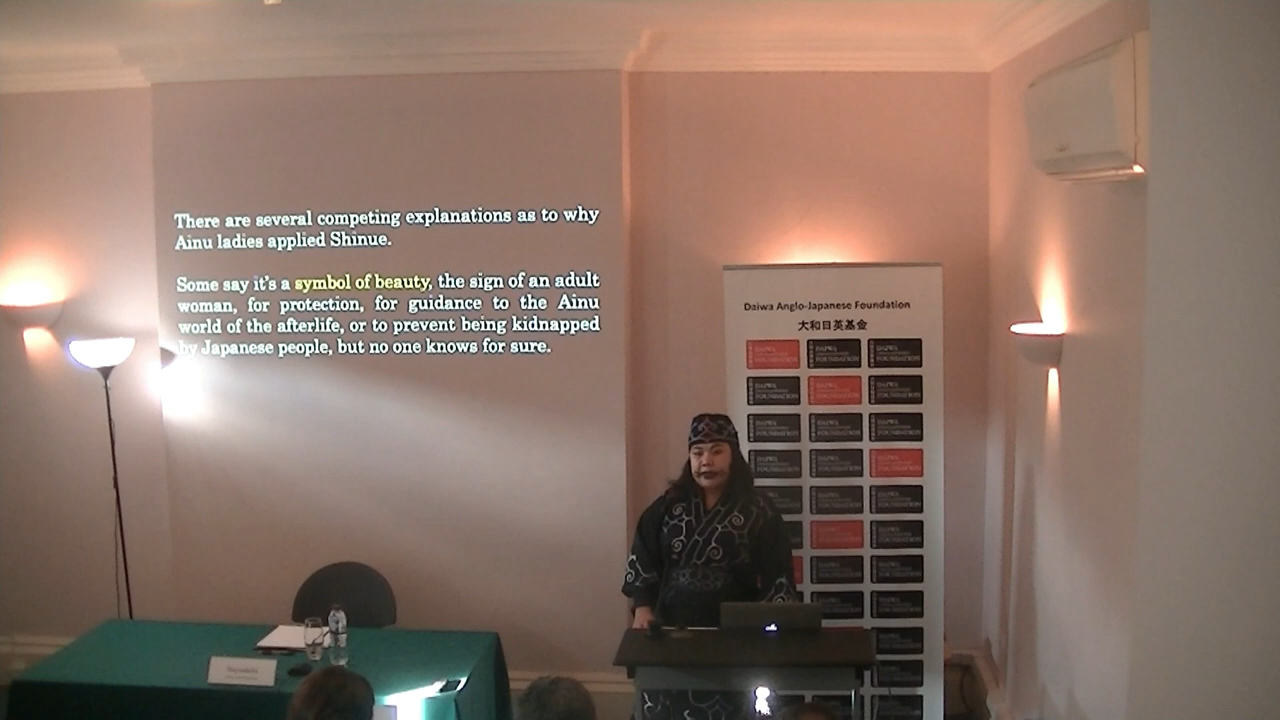 There are several competing explanations as to why
Ainu ladies applied Shinue.
Some say it's a symbol of beauty, the sign of an adult
woman, for protection, for guidance to the Ainu
world of the afterlife, or to prevent being kidnapped
by Japanese people, but no one knows for sure.
Daiwa Anglo-Japanese Foundation
大和日英基金